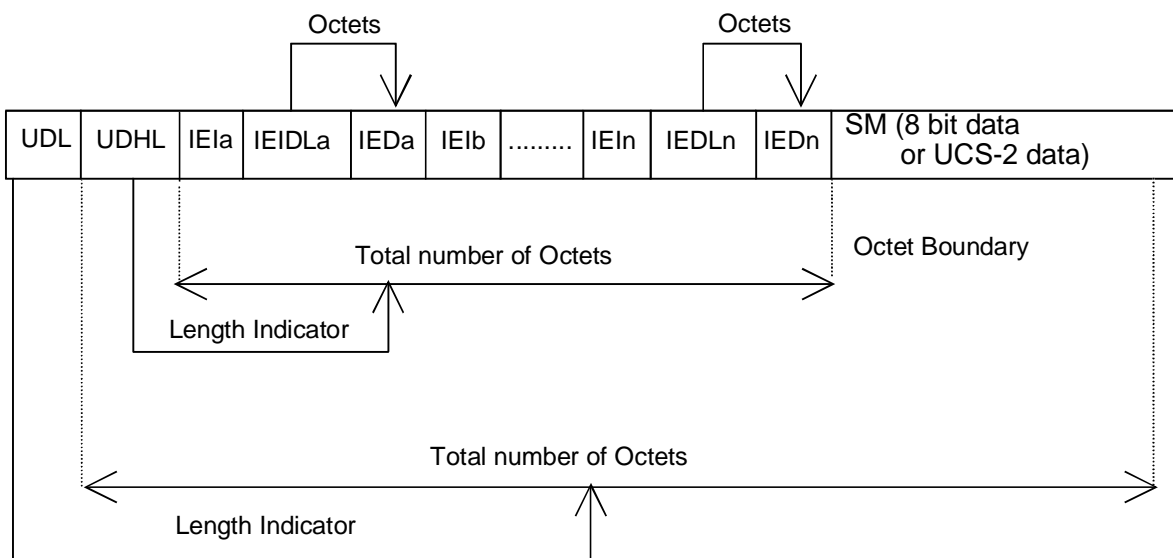 Octets Octets
UDL UDHL IEIa IEIDLa IEDa IEIb ......... IEIn IEDLn IEDn SM (8 bit data
or UCS-2 data)
Total number of Octets Octet Boundary
Length Indicator
Total number of Octets
Length Indicator